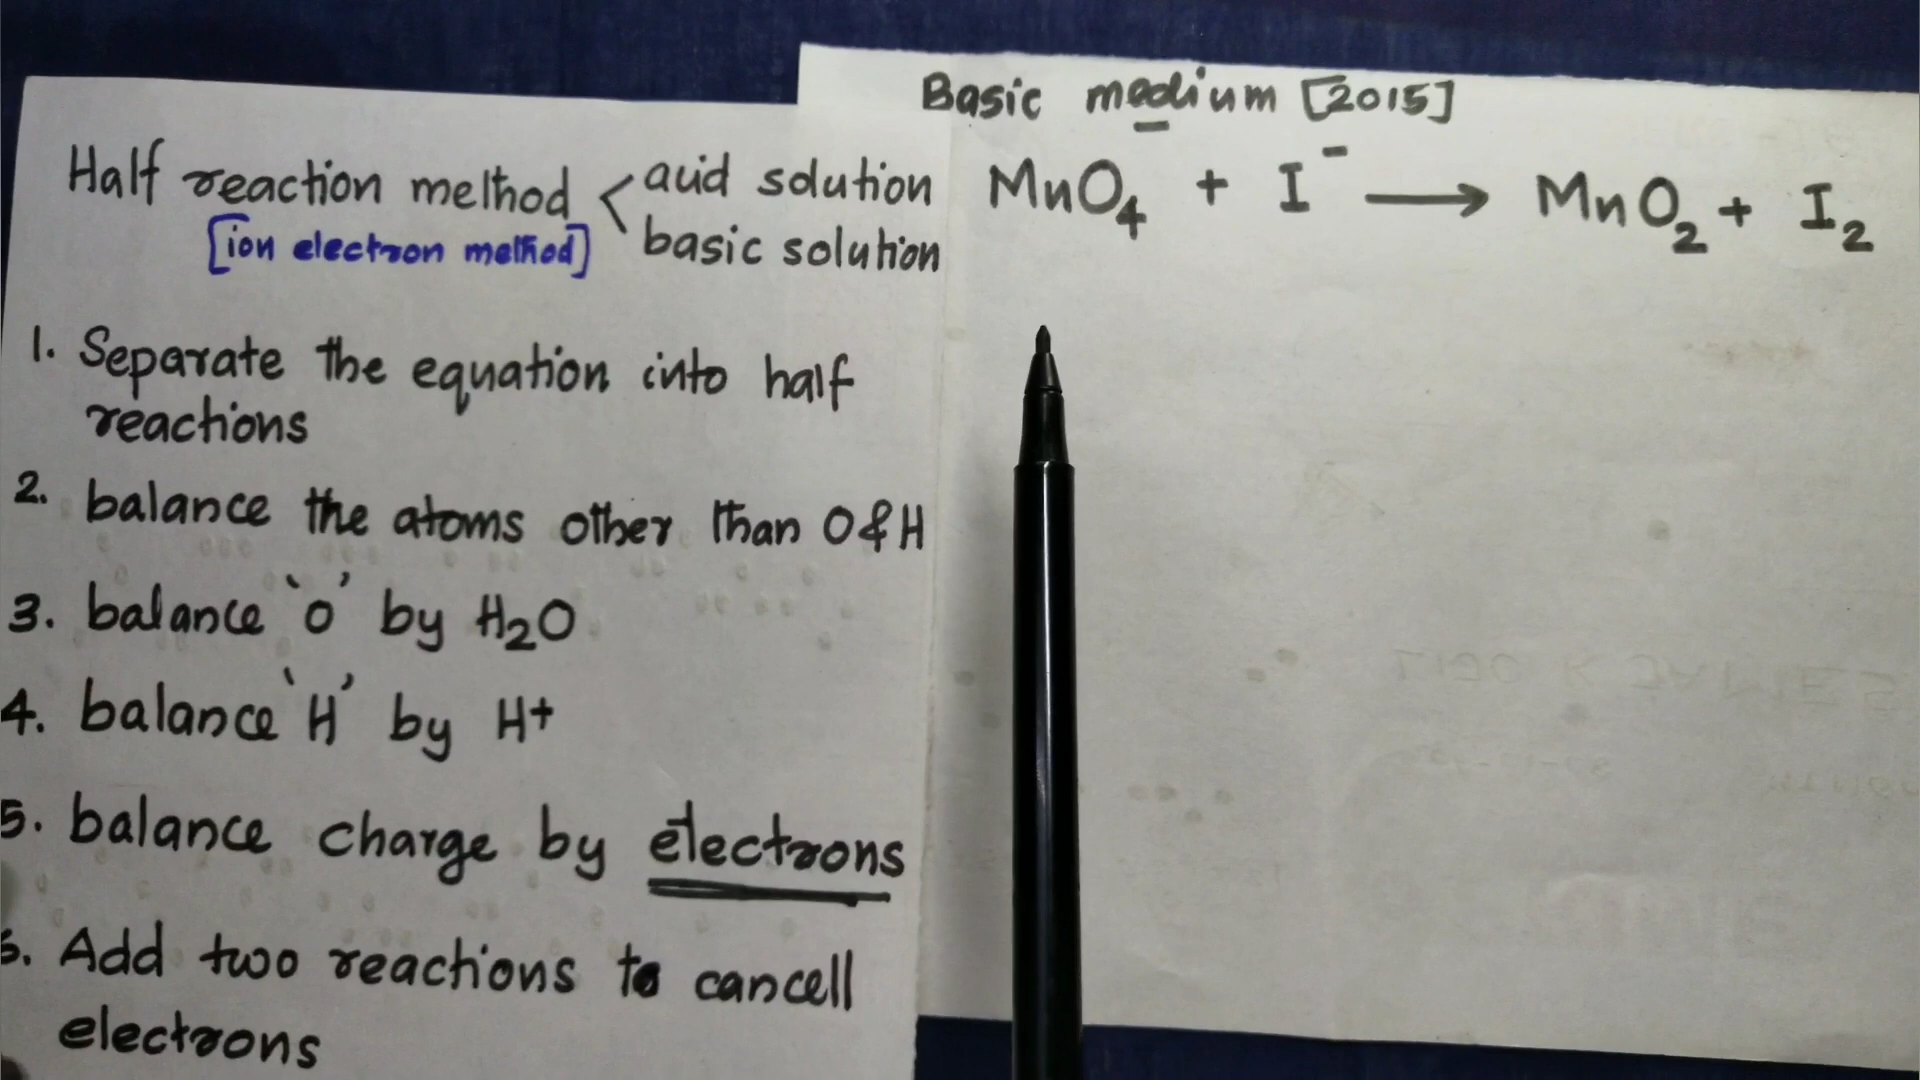 Half reaction method < acid solution
basic solution
[ion electron method]
1. Separate the equation into half
reactions
2. balance the atoms other than O & H
3. balance 'O' by H₂O
4. balance 'H' by H+
5. balance charge by electrons
6. Add two reactions to cancell
electrons
Basic medium [2015]
MnO₄⁻ + I⁻ → MnO₂ + I₂